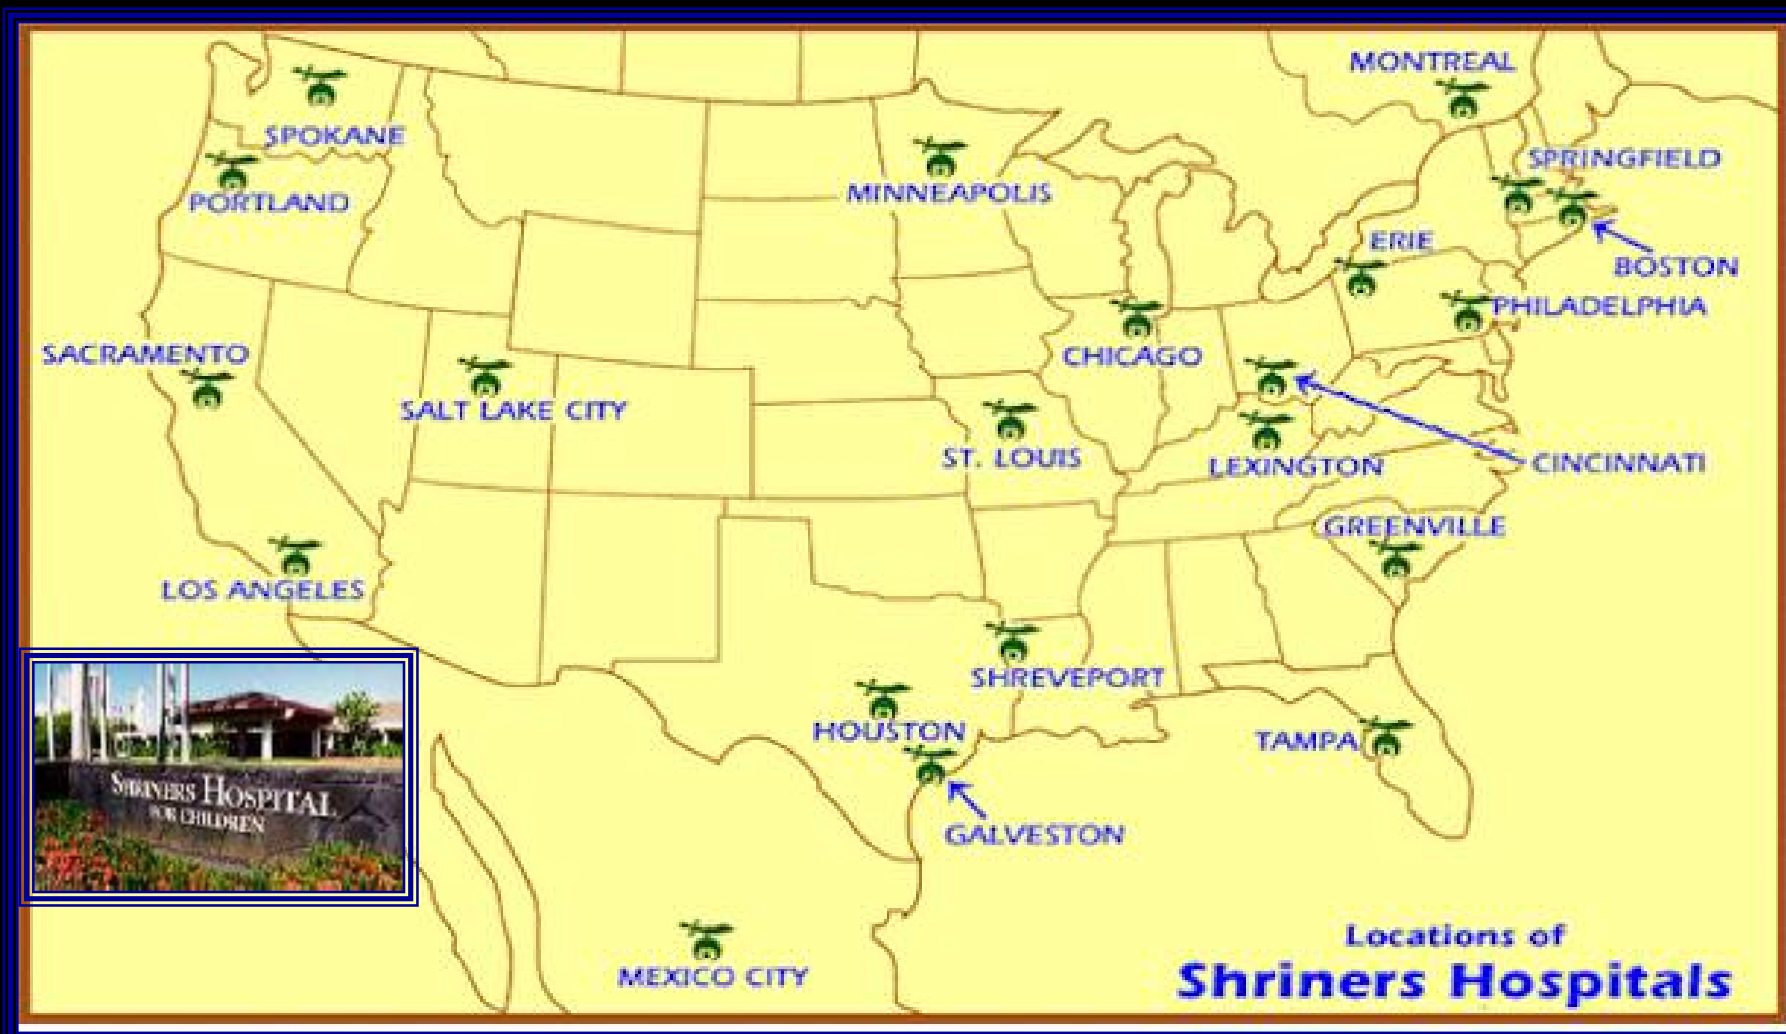 MONTREAL
SPOKANE
SPRINGFIELD
MINNEAPOLIS
PORTLAND
ERIE
BOSTON
PHILADELPHIA
SACRAMENTO
CHICAGO
SALT LAKE CITY
ST. LOUIS
LEXINGTON
CINCINNATI
GREENVILLE
LOS ANGELES
SHREVEPORT
HOUSTON
TAMPA
SHRINERS HOSPITAL
FOR CHILDREN
GALVESTON
MEXICO CITY
Locations of
Shriners Hospitals